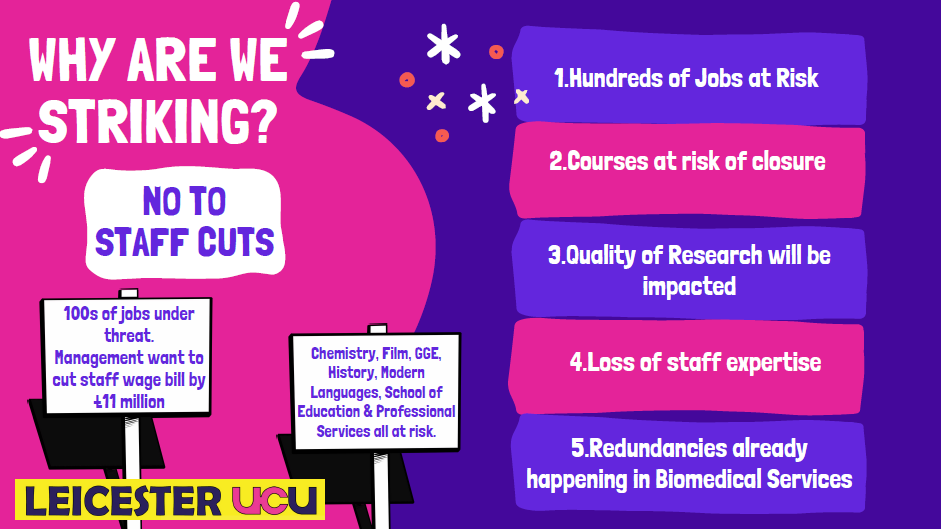 WHY ARE WE
STRIKING?
NO TO
STAFF CUTS
100s of jobs under
threat.
Management want to
cut staff wage bill by
£11 million
Chemistry, Film, GGE,
History, Modern
Languages, School of
Education & Professional
Services all at risk.
LEICESTER UCU
1.Hundreds of Jobs at Risk
2.Courses at risk of closure
3.Quality of Research will be
impacted
4.Loss of staff expertise
5.Redundancies already
happening in Biomedical Services